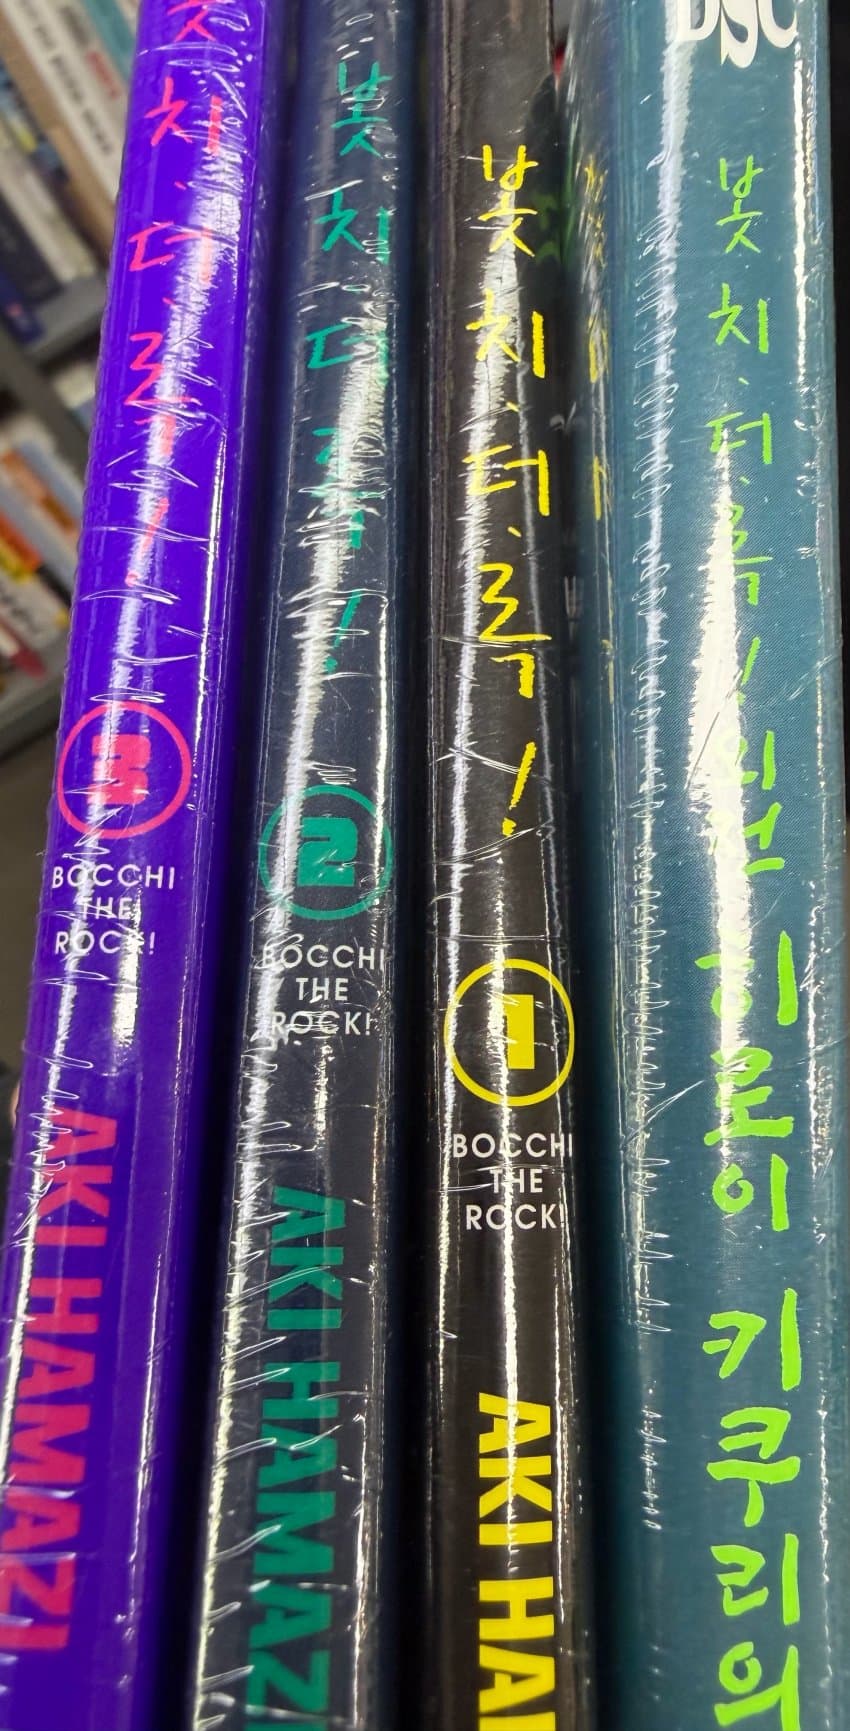 봇치·더·록!
3
BOCCHI
THE
ROCK!
AKI HAMAZI
봇치·더·록!
2
BOCCHI
THE
ROCK!
AKI HAMAZI
봇치·더·록!
1
BOCCHI
THE
ROCK!
AKI HA
봇치·더·록! 외전 히로이 키쿠리의